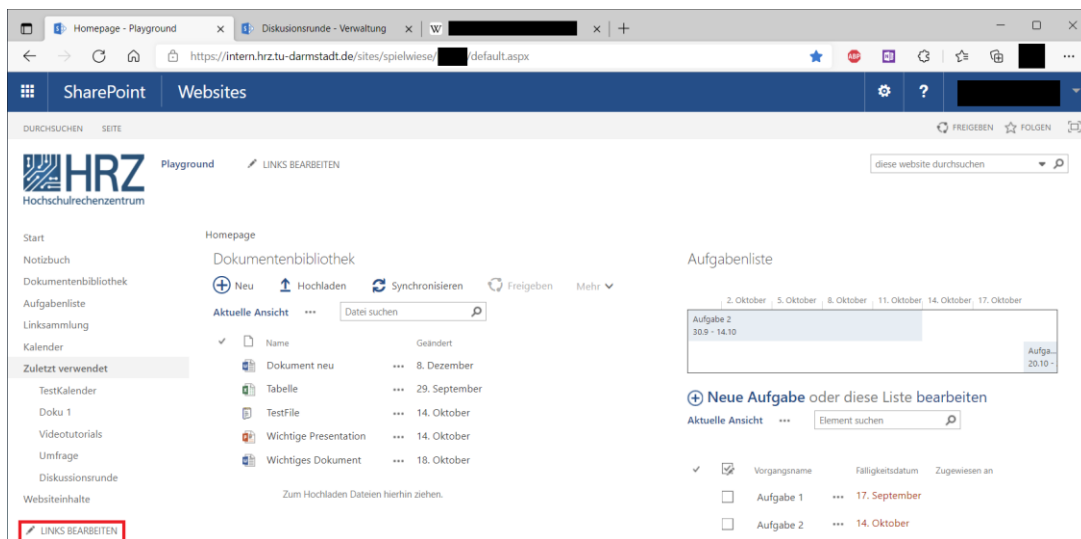 Homepage - Playground
Diskusionsrunde - Verwaltung
W
https://intern.hrz.tu-darmstadt.de/sites/spielwiese/ /default.aspx
ABP
SharePoint Websites
?
DURCHSUCHEN SEITE
FREIGEBEN FOLGEN
HRZ
Hochschulrechenzentrum
Playground LINKS BEARBEITEN
diese website durchsuchen
Start
Notizbuch
Dokumentenbibliothek
Aufgabenliste
Linksammlung
Kalender
Zuletzt verwendet
TestKalender
Doku 1
Videotutorials
Umfrage
Diskussionsrunde
Websiteinhalte
LINKS BEARBEITEN
Homepage
Dokumentenbibliothek
Neu Hochladen Synchronisieren Freigeben Mehr
Aktuelle Ansicht ••• Datei suchen
Name Geändert
Dokument neu ••• 8. Dezember
Tabelle ••• 29. September
TestFile ••• 14. Oktober
Wichtige Presentation ••• 14. Oktober
Wichtiges Dokument ••• 18. Oktober
Zum Hochladen Dateien hierhin ziehen.
Aufgabenliste
2. Oktober 5. Oktober 8. Oktober 11. Oktober 14. Oktober 17. Oktober
Aufgabe 2
30.9 - 14.10
Aufga...
20.10 -
Neue Aufgabe oder diese Liste bearbeiten
Aktuelle Ansicht ••• Element suchen
Vorgangsname Fälligkeitsdatum Zugewiesen an
Aufgabe 1 ••• 17. September
Aufgabe 2 ••• 14. Oktober